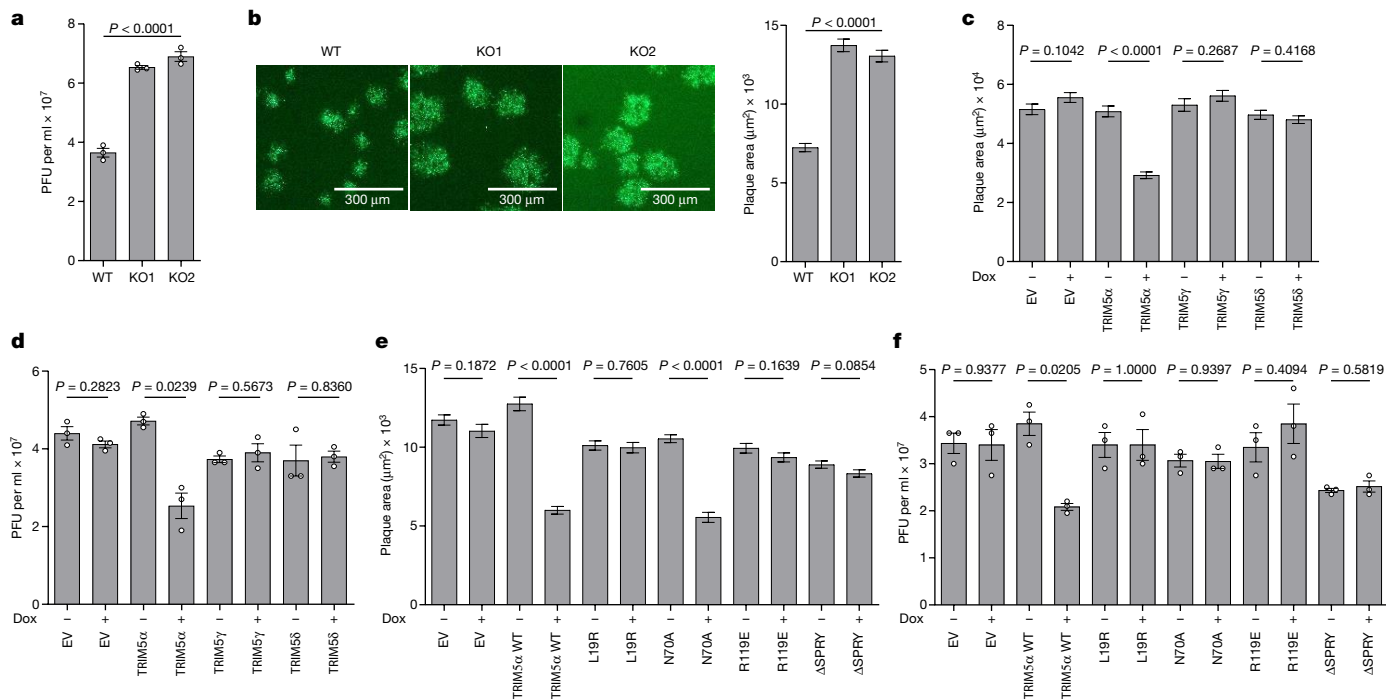 a
P < 0.0001
PFU per ml × 10⁷
8
6
4
2
0
WT
KO1
KO2
b
WT
KO1
KO2
300 µm
300 µm
300 µm
P < 0.0001
Plaque area (µm²) × 10³
15
10
5
0
WT
KO1
KO2
c
P = 0.1042 P < 0.0001 P = 0.2687 P = 0.4168
Plaque area (µm²) × 10⁴
8
6
4
2
0
Dox − + − + − + − +
EV
EV
TRIM5α
TRIM5α
TRIM5γ
TRIM5γ
TRIM5δ
TRIM5δ
d
P = 0.2823 P = 0.0239 P = 0.5673 P = 0.8360
PFU per ml × 10⁷
6
4
2
0
Dox − + − + − + − +
EV
EV
TRIM5α
TRIM5α
TRIM5γ
TRIM5γ
TRIM5δ
TRIM5δ
e
P = 0.1872 P < 0.0001 P = 0.7605 P < 0.0001 P = 0.1639 P = 0.0854
Plaque area (µm²) × 10³
15
10
5
0
Dox − + − + − + − + − + − +
EV
EV
TRIM5α WT
TRIM5α WT
L19R
L19R
N70A
N70A
R119E
R119E
ΔSPRY
ΔSPRY
f
P = 0.9377 P = 0.0205 P = 1.0000 P = 0.9397 P = 0.4094 P = 0.5819
PFU per ml × 10⁷
5
4
3
2
1
0
Dox − + − + − + − + − + − +
EV
EV
TRIM5α WT
TRIM5α WT
L19R
L19R
N70A
N70A
R119E
R119E
ΔSPRY
ΔSPRY